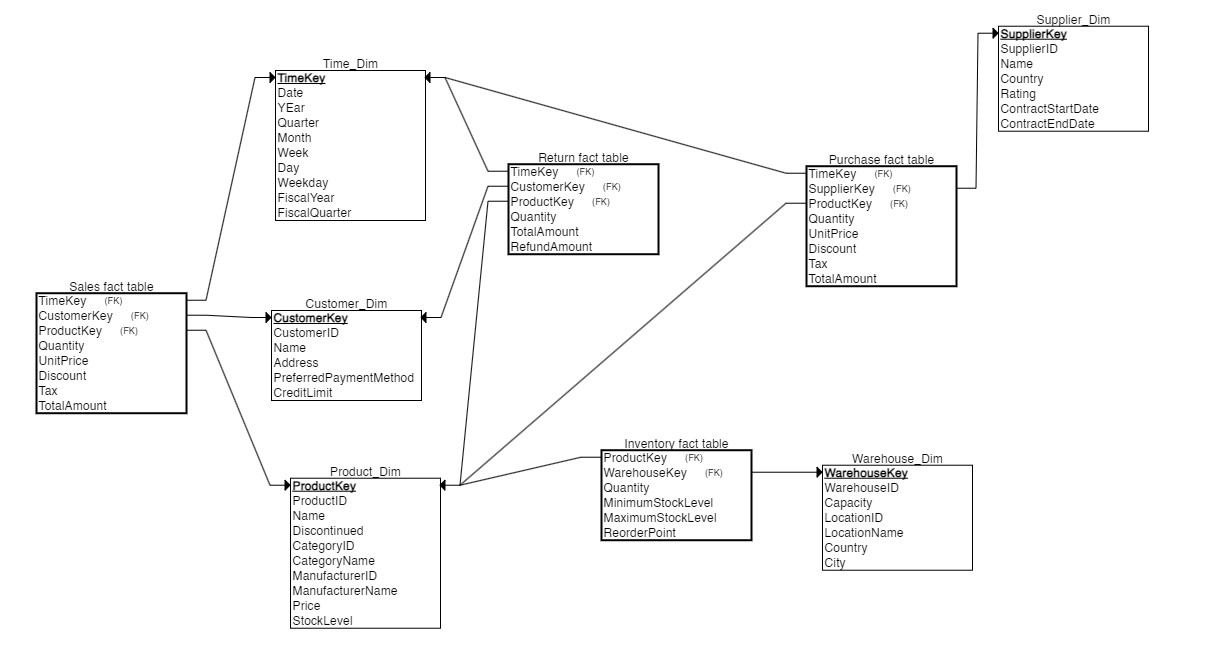 Supplier_Dim
SupplierKey
SupplierID
Name
Country
Rating
ContractStartDate
ContractEndDate
Time_Dim
TimeKey
Date
YEar
Quarter
Month
Week
Day
Weekday
FiscalYear
FiscalQuarter
Return fact table
TimeKey (FK)
CustomerKey (FK)
ProductKey (FK)
Quantity
TotalAmount
RefundAmount
Purchase fact table
TimeKey (FK)
SupplierKey (FK)
ProductKey (FK)
Quantity
UnitPrice
Discount
Tax
TotalAmount
Sales fact table
TimeKey (FK)
CustomerKey (FK)
ProductKey (FK)
Quantity
UnitPrice
Discount
Tax
TotalAmount
Customer_Dim
CustomerKey
CustomerID
Name
Address
PreferredPaymentMethod
CreditLimit
Product_Dim
ProductKey
ProductID
Name
Discontinued
CategoryID
CategoryName
ManufacturerID
ManufacturerName
Price
StockLevel
Inventory fact table
ProductKey (FK)
WarehouseKey (FK)
Quantity
MinimumStockLevel
MaximumStockLevel
ReorderPoint
Warehouse_Dim
WarehouseKey
WarehouseID
Capacity
LocationID
LocationName
Country
City